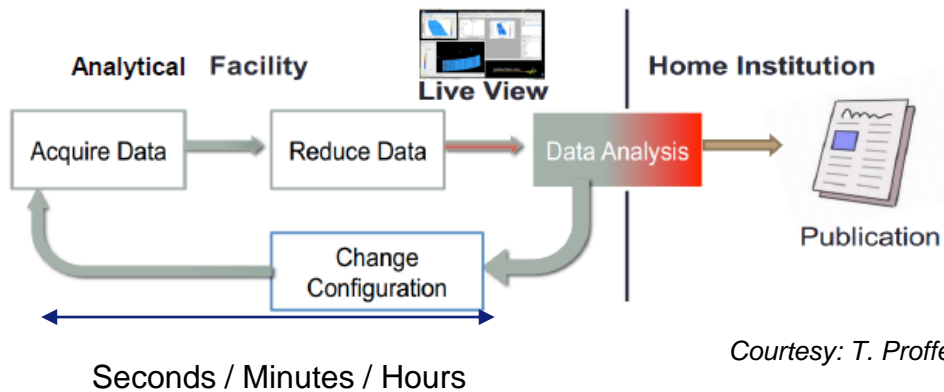 Analytical Facility
Live View
Home Institution
Acquire Data
Reduce Data
Data Analysis
Publication
Change
Configuration
Courtesy: T. Proffe
Seconds / Minutes / Hours